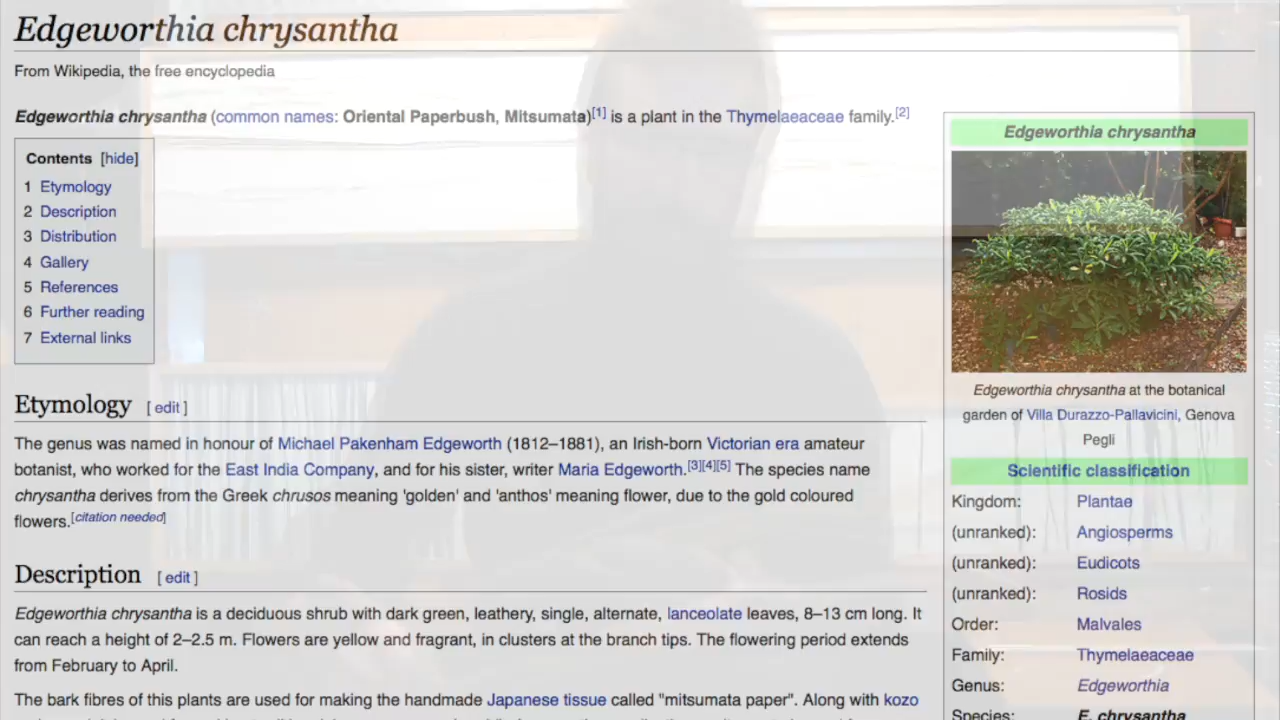 Edgeworthia chrysantha
From Wikipedia, the free encyclopedia
Edgeworthia chrysantha (common names: Oriental Paperbush, Mitsumata)[1] is a plant in the Thymelaeaceae family.[2]
Contents [hide]
1 Etymology
2 Description
3 Distribution
4 Gallery
5 References
6 Further reading
7 External links
Etymology [ edit ]
The genus was named in honour of Michael Pakenham Edgeworth (1812–1881), an Irish-born Victorian era amateur
botanist, who worked for the East India Company, and for his sister, writer Maria Edgeworth.[3][4][5] The species name
chrysantha derives from the Greek chrusos meaning 'golden' and 'anthos' meaning flower, due to the gold coloured
flowers.[citation needed]
Description [ edit ]
Edgeworthia chrysantha is a deciduous shrub with dark green, leathery, single, alternate, lanceolate leaves, 8–13 cm long. It
can reach a height of 2–2.5 m. Flowers are yellow and fragrant, in clusters at the branch tips. The flowering period extends
from February to April.
The bark fibres of this plants are used for making the handmade Japanese tissue called "mitsumata paper". Along with kozo
Edgeworthia chrysantha
Edgeworthia chrysantha at the botanical
garden of Villa Durazzo-Pallavicini, Genova
Pegli
Scientific classification
Kingdom: Plantae
(unranked): Angiosperms
(unranked): Eudicots
(unranked): Rosids
Order: Malvales
Family: Thymelaeaceae
Genus: Edgeworthia
Species: E. chrysantha